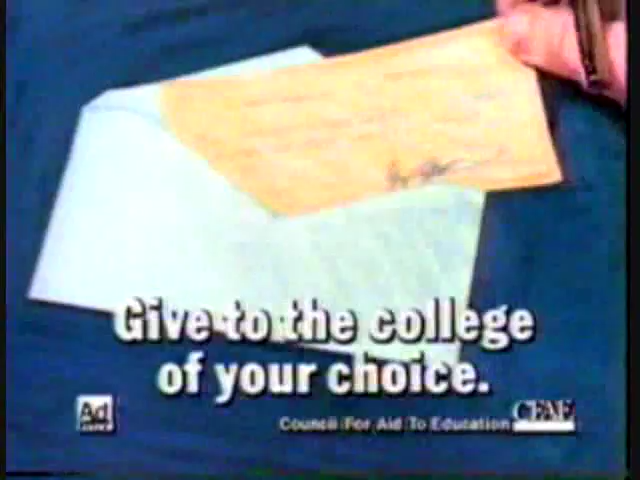 Give to the college
of your choice.
Ad
Council For Aid To Education CFAE